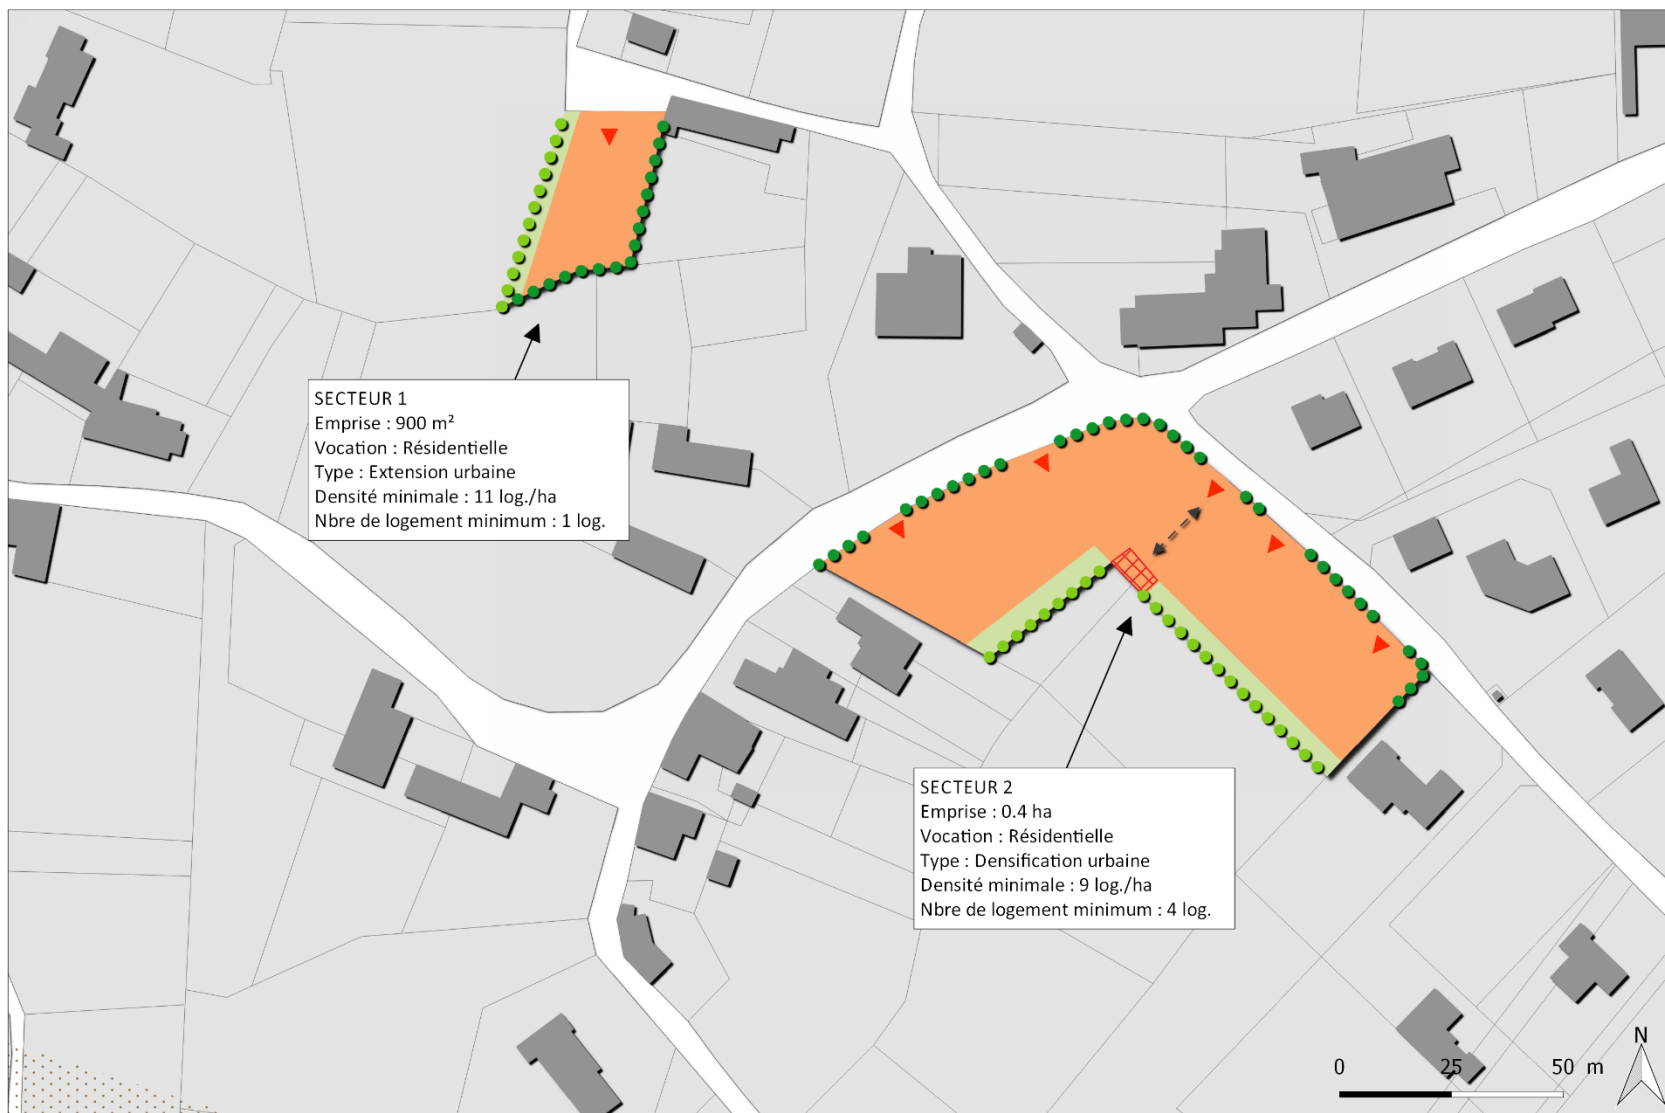 SECTEUR 1
Emprise : 900 m²
Vocation : Résidentielle
Type : Extension urbaine
Densité minimale : 11 log./ha
Nbre de logement minimum : 1 log.
SECTEUR 2
Emprise : 0.4 ha
Vocation : Résidentielle
Type : Densification urbaine
Densité minimale : 9 log./ha
Nbre de logement minimum : 4 log.
N
0 25 50 m